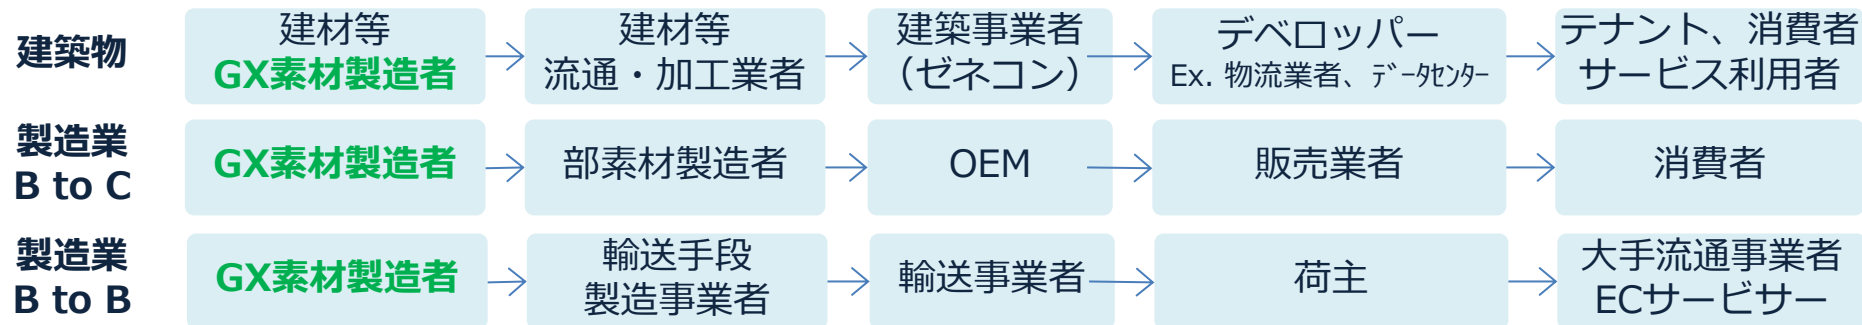 建築物
建材等
GX素材製造者
建材等
流通・加工業者
建築事業者
（ゼネコン）
デベロッパー
Ex. 物流業者、ﾃﾞｰﾀｾﾝﾀｰ
テナント、消費者
サービス利用者
製造業
B to C
GX素材製造者
部素材製造者
OEM
販売業者
消費者
製造業
B to B
GX素材製造者
輸送手段
製造事業者
輸送事業者
荷主
大手流通事業者
ECサービサー